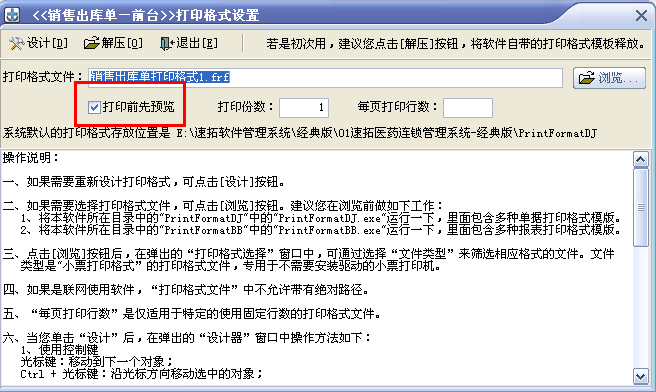 <<销售出库单—前台>>打印格式设置
设计[D] 解压[O] 退出[E] 若是初次用，建议您点击[解压]按钮，将软件自带的打印格式模板释放。
打印格式文件： 销售出库单打印格式1.frf 浏览...
打印前先预览 打印份数： 1 每页打印行数：
系统默认的打印格式存放位置是 E:\速拓软件管理系统\经典版\01速拓医药连锁管理系统-经典版\PrintFormatDJ
操作说明：
一、如果需要重新设计打印格式，可点击[设计]按钮。
二、如果需要选择打印格式文件，可点击[浏览]按钮。建议您在浏览前做如下工作：
1、将本软件所在目录中的"PrintFormatDJ"中的"PrintFormatDJ.exe"运行一下，里面包含多种单据打印格式模版。
2、将本软件所在目录中的"PrintFormatBB"中的"PrintFormatBB.exe"运行一下，里面包含多种报表打印格式模版。
三、点击[浏览]按钮后，在弹出的“打印格式选择”窗口中，可通过选择“文件类型”来筛选相应格式的文件。文件
类型是“小票打印格式”的打印格式文件，专用于不需要安装驱动的小票打印机。
四、如果是联网使用软件，“打印格式文件”中不允许带有绝对路径。
五、“每页打印行数”是仅适用于特定的使用固定行数的打印格式文件。
六、当您单击“设计”后，在弹出的“设计器”窗口中操作方法如下：
1、使用控制键
光标键：移动到下一个对象；
Ctrl + 光标键：沿光标方向移动选中的对象；